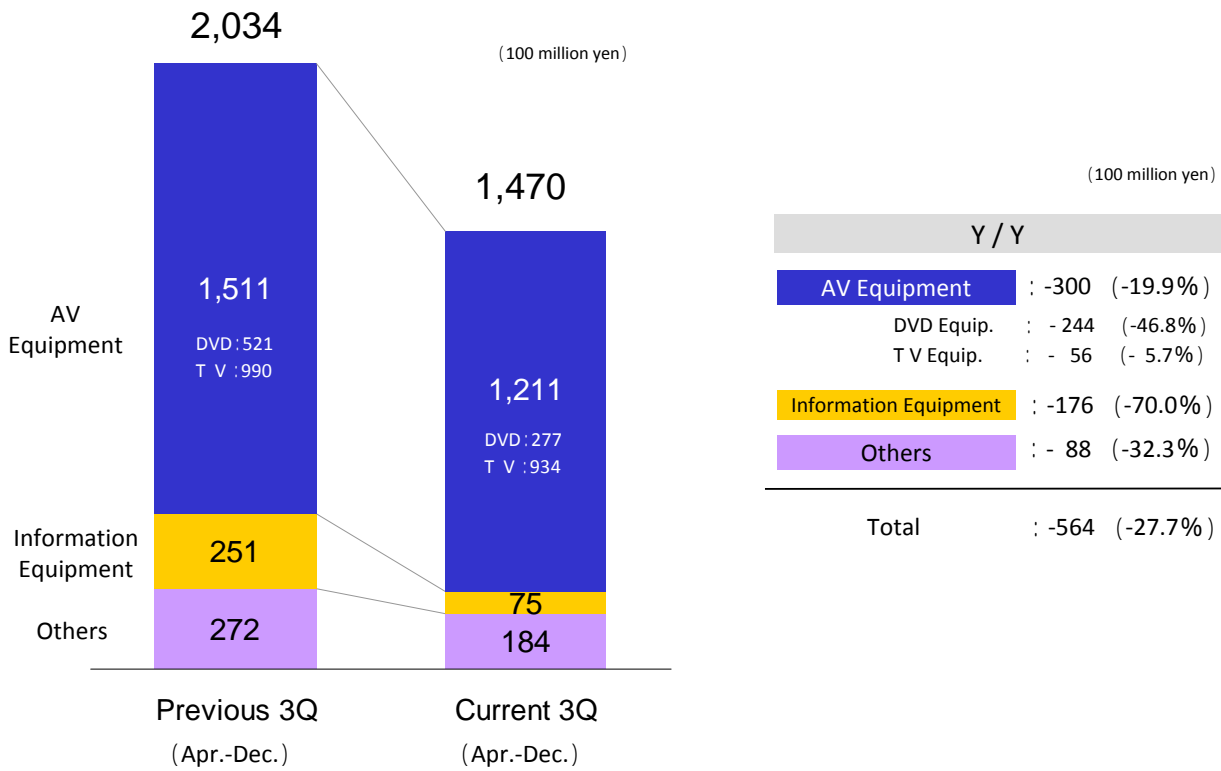 2,034
(100 million yen)
1,470
AV
Equipment
1,511
DVD:521
T V:990
1,211
DVD:277
T V:934
Information
Equipment
251
75
Others
272
184
Previous 3Q
(Apr.-Dec.)
Current 3Q
(Apr.-Dec.)
(100 million yen)
Y / Y
AV Equipment : -300 (-19.9%)
DVD Equip. : - 244 (-46.8%)
T V Equip. : - 56 (- 5.7%)
Information Equipment : -176 (-70.0%)
Others : - 88 (-32.3%)
Total : -564 (-27.7%)